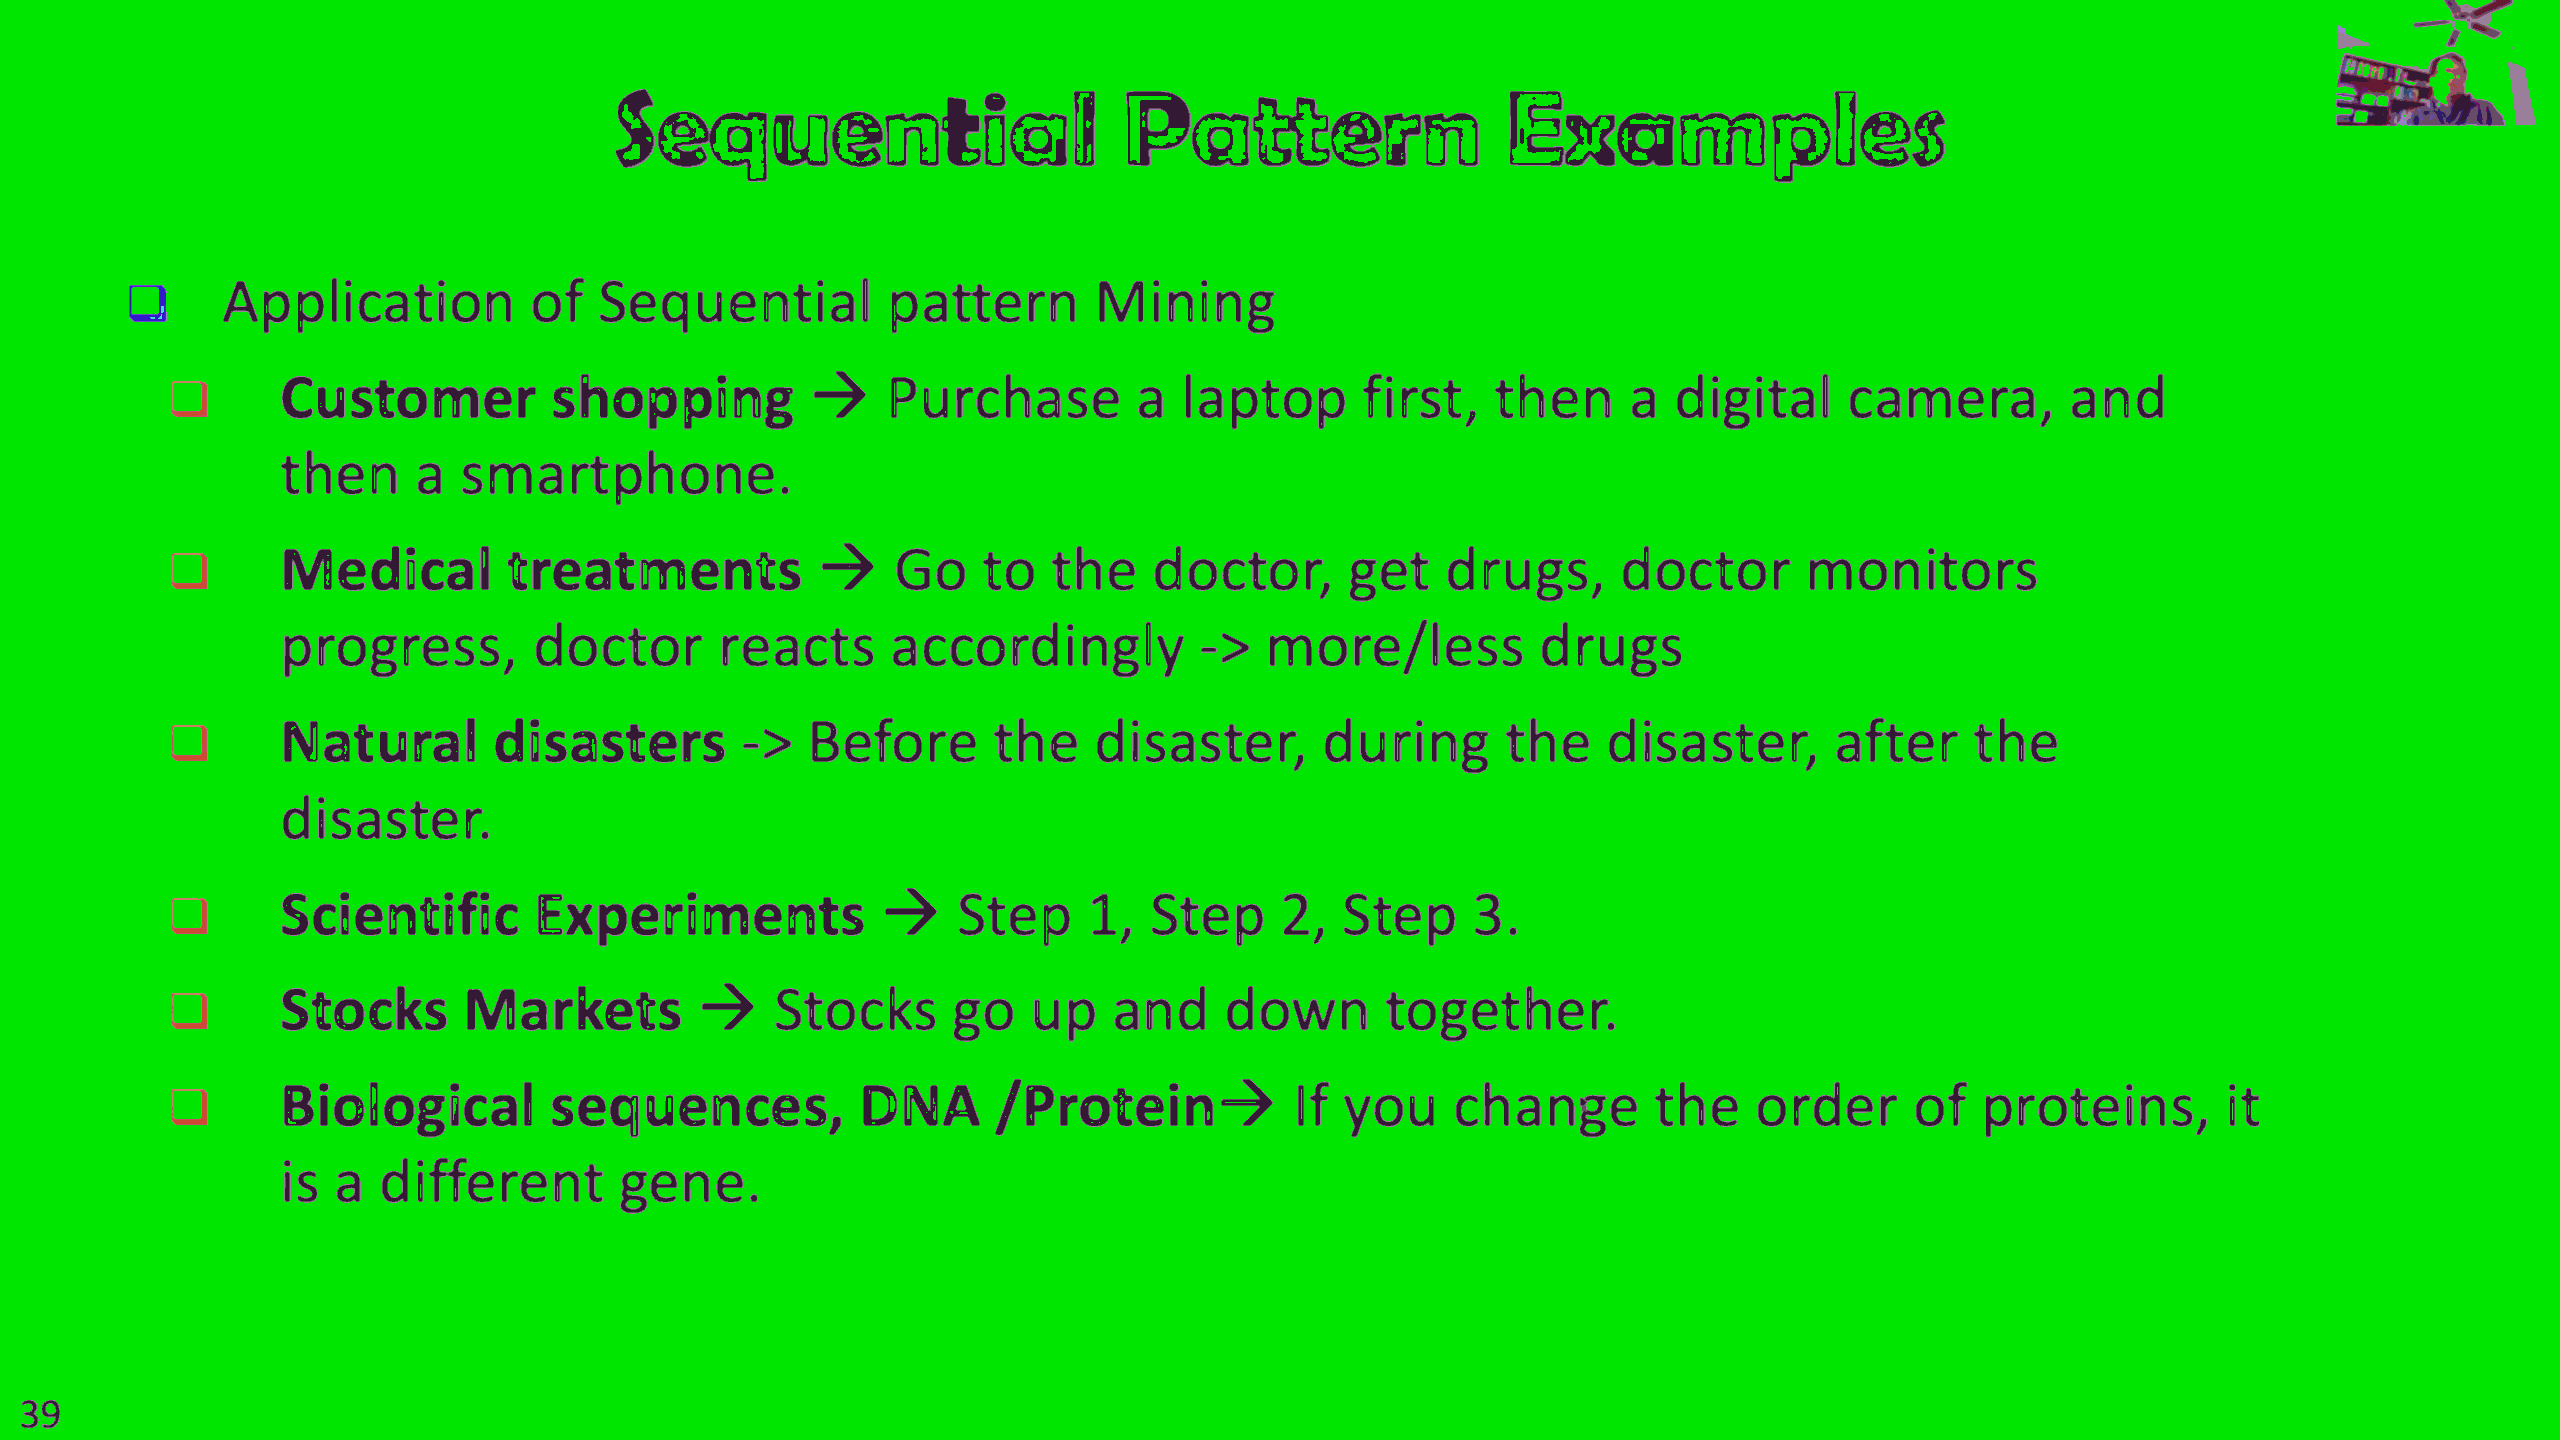 Sequential Pattern Examples
Application of Sequential pattern Mining
Customer shopping → Purchase a laptop first, then a digital camera, and
then a smartphone.
Medical treatments → Go to the doctor, get drugs, doctor monitors
progress, doctor reacts accordingly -> more/less drugs
Natural disasters -> Before the disaster, during the disaster, after the
disaster.
Scientific Experiments → Step 1, Step 2, Step 3.
Stocks Markets → Stocks go up and down together.
Biological sequences, DNA /Protein→ If you change the order of proteins, it
is a different gene.
39